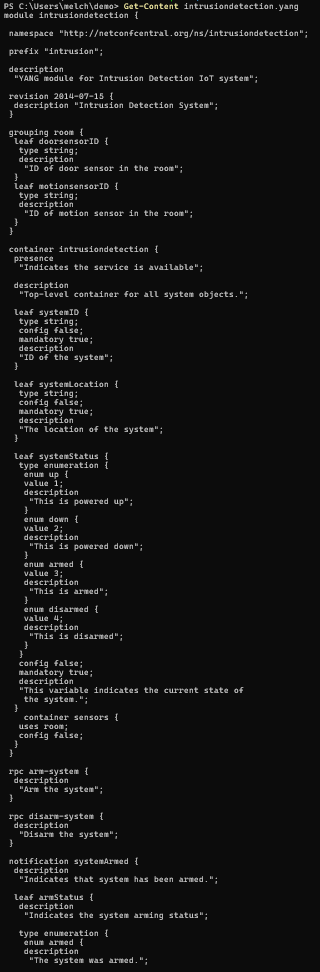 PS C:\Users\melch\demo> Get-Content intrusiondetection.yang
module intrusiondetection {
namespace "http://netconfcentral.org/ns/intrusiondetection";
prefix "intrusion";
description
"YANG module for Intrusion Detection IoT system";
revision 2014-07-15 {
description "Intrusion Detection System";
}
grouping room {
leaf doorsensorID {
type string;
description
"ID of door sensor in the room";
}
leaf motionsensorID {
type string;
description
"ID of motion sensor in the room";
}
}
container intrusiondetection {
presence
"Indicates the service is available";
description
"Top-level container for all system objects.";
leaf systemID {
type string;
config false;
mandatory true;
description
"ID of the system";
}
leaf systemLocation {
type string;
config false;
mandatory true;
description
"The location of the system";
}
leaf systemStatus {
type enumeration {
enum up {
value 1;
description
"This is powered up";
}
enum down {
value 2;
description
"This is powered down";
}
enum armed {
value 3;
description
"This is armed";
}
enum disarmed {
value 4;
description
"This is disarmed";
}
}
config false;
mandatory true;
description
"This variable indicates the current state of
the system.";
}
container sensors {
uses room;
config false;
}
}
rpc arm-system {
description
"Arm the system";
}
rpc disarm-system {
description
"Disarm the system";
}
notification systemArmed {
description
"Indicates that system has been armed.";
leaf armStatus {
description
"Indicates the system arming status";
type enumeration {
enum armed {
description
"The system was armed.";